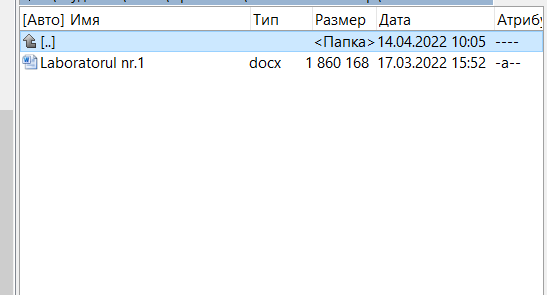 [Авто] Имя Тип Размер Дата Атрибу
[..] <Папка> 14.04.2022 10:05 ----
Laboratorul nr.1 docx 1 860 168 17.03.2022 15:52 -a--